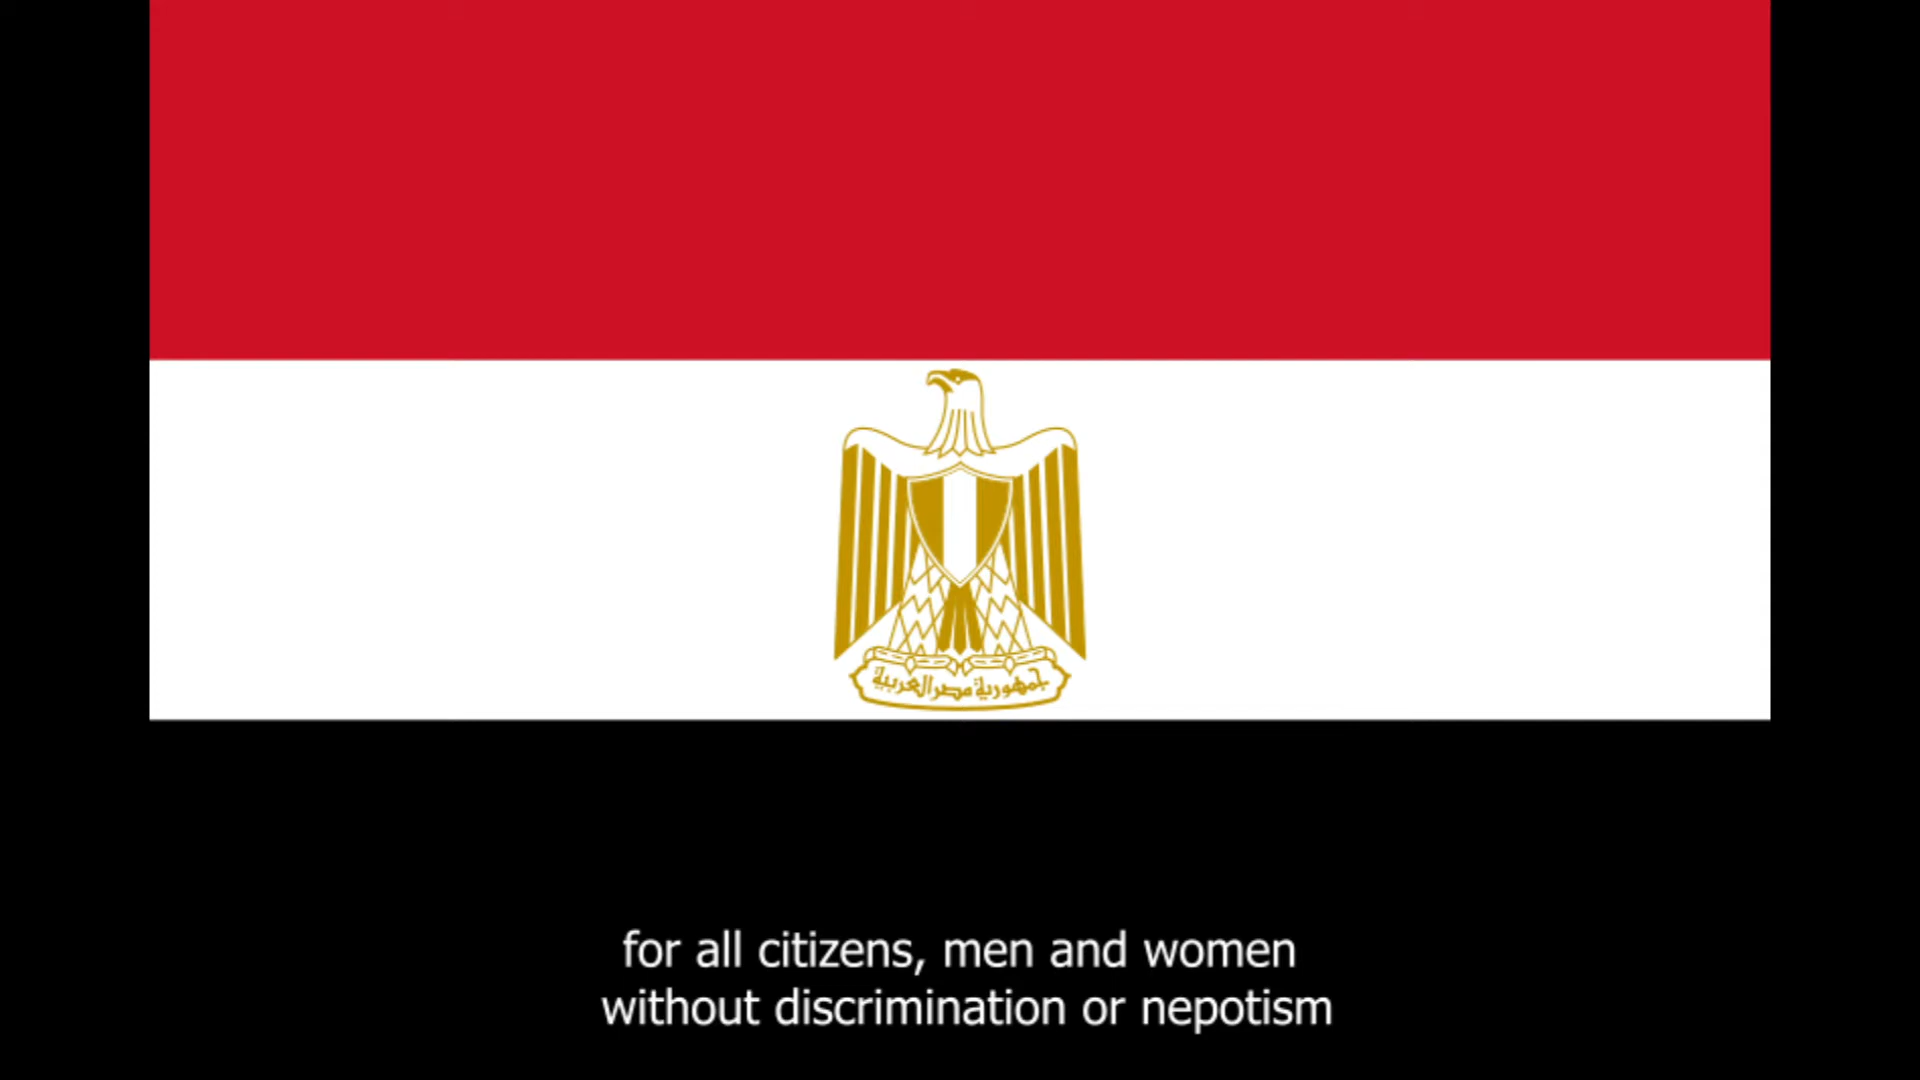 جمهورية مصر العربية
for all citizens, men and women
without discrimination or nepotism